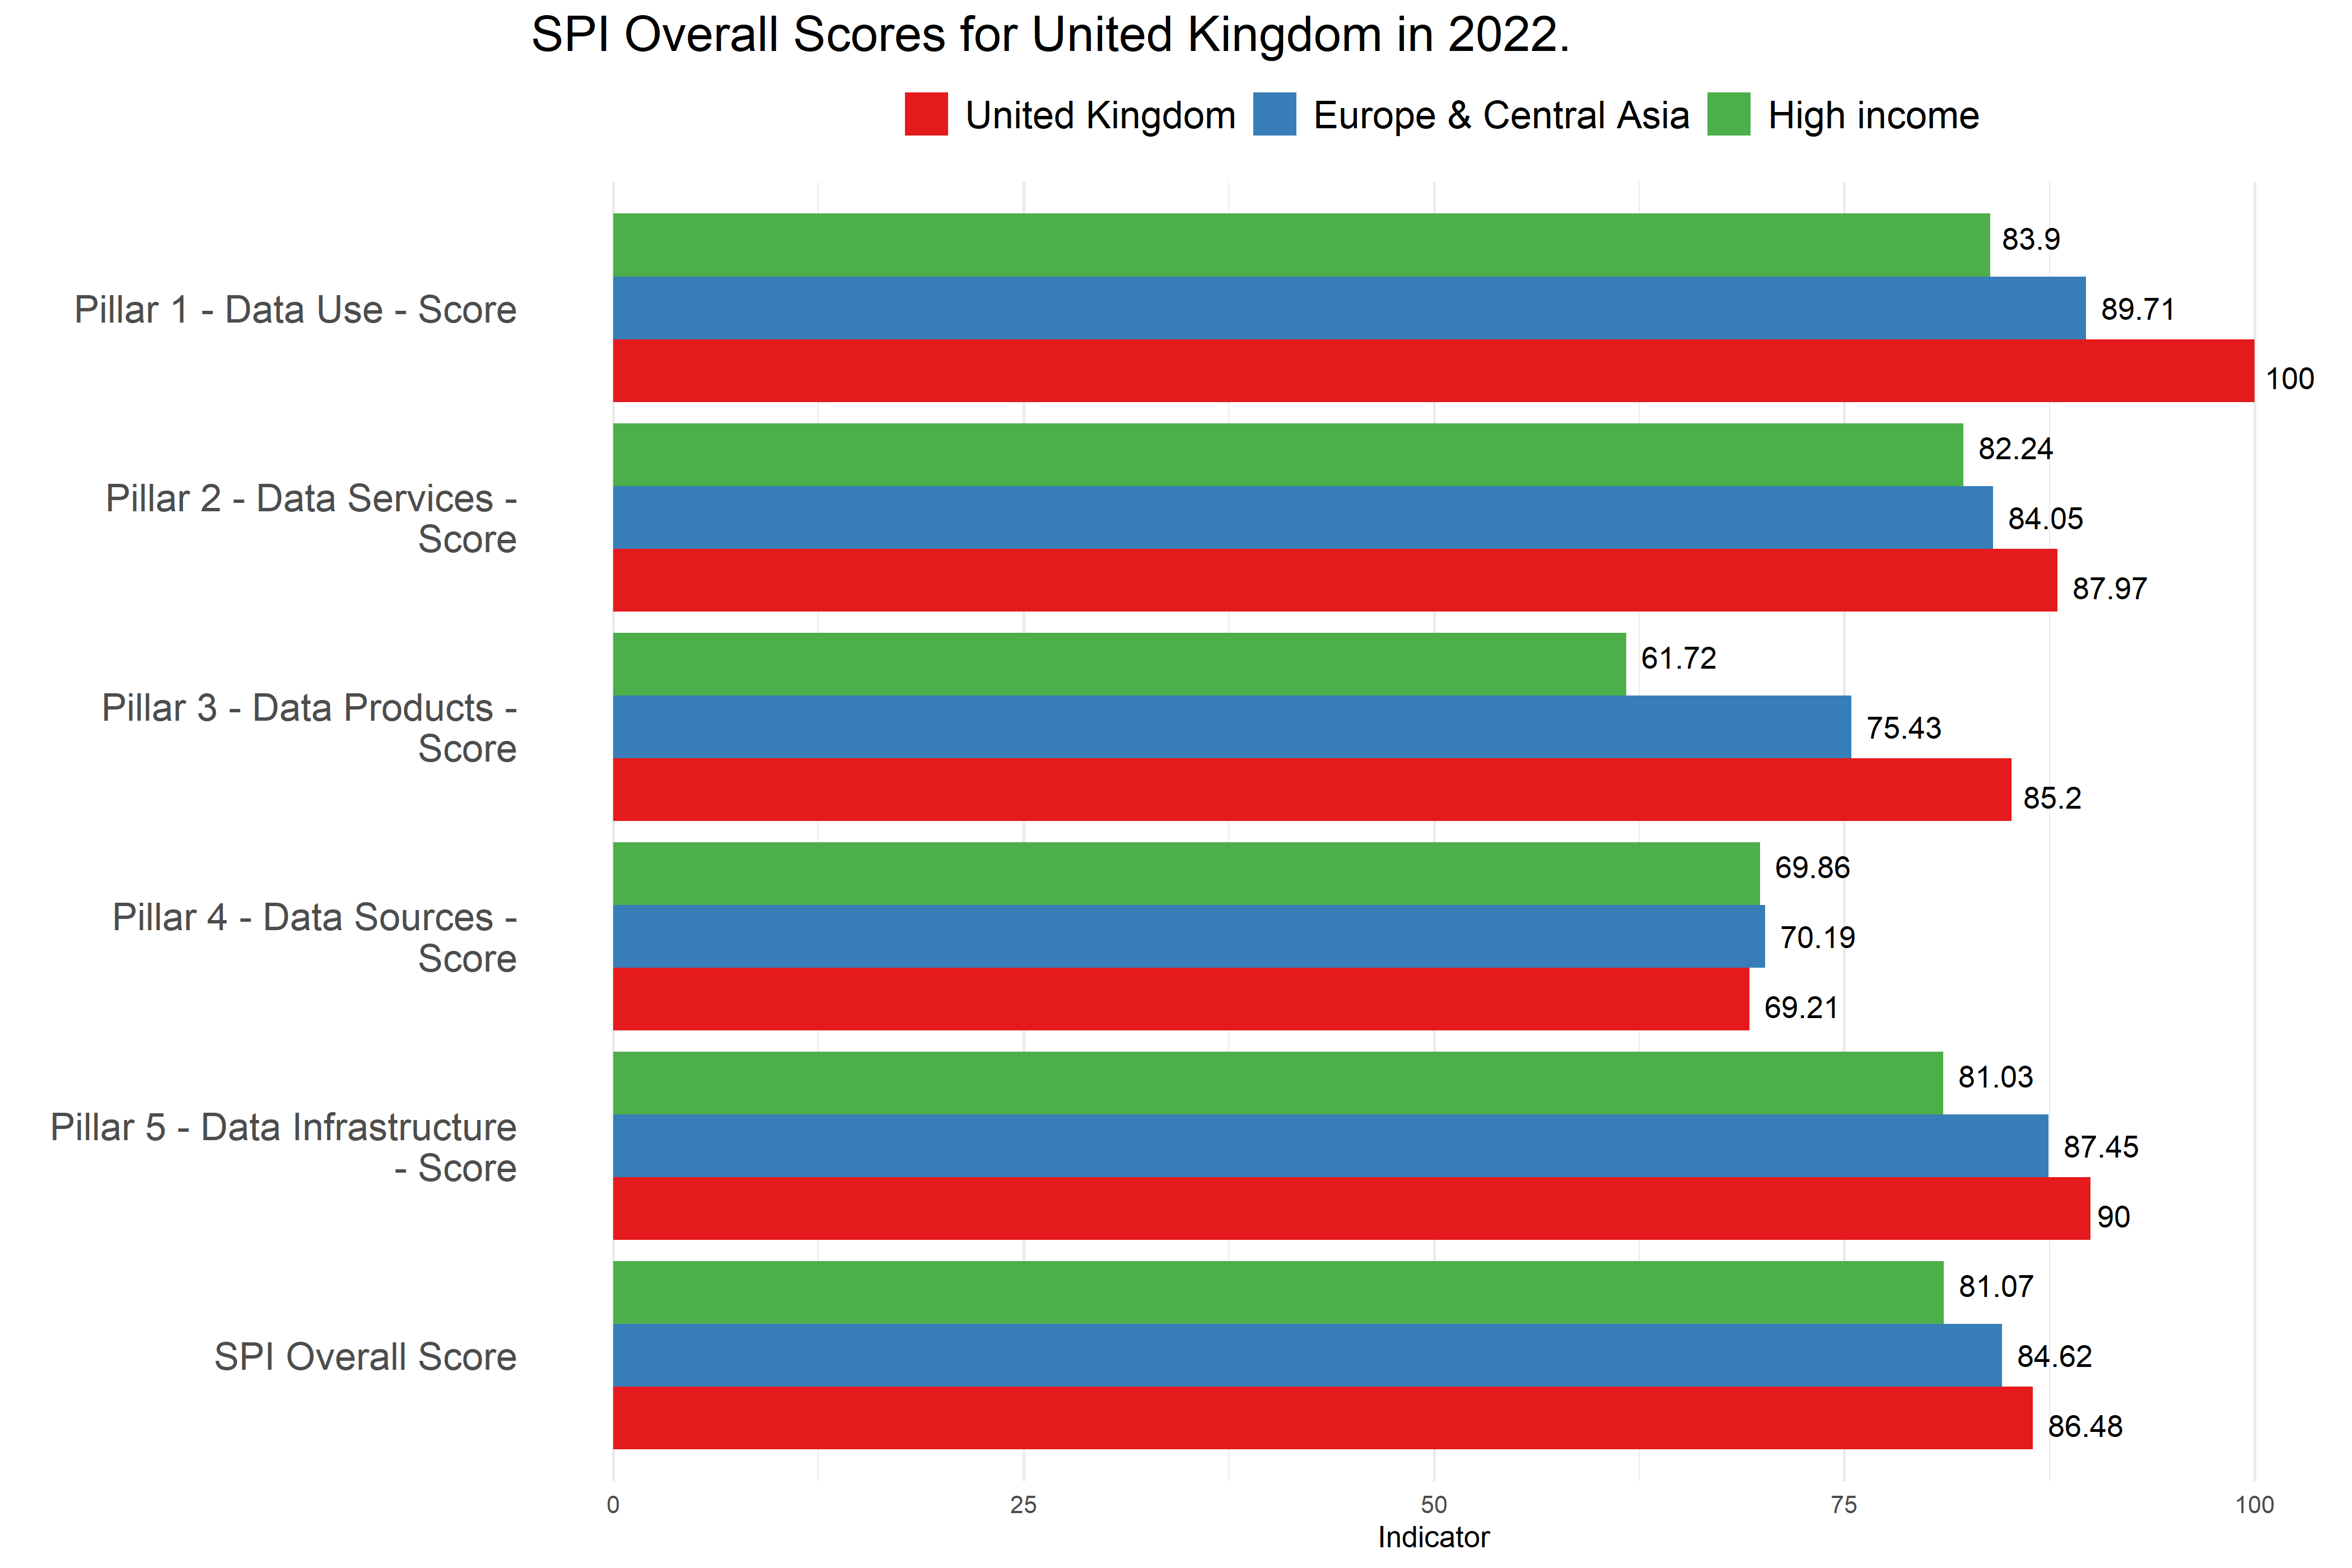 SPI Overall Scores for United Kingdom in 2022.
United Kingdom Europe & Central Asia High income
Pillar 1 - Data Use - Score
83.9
89.71
100
Pillar 2 - Data Services -
Score
82.24
84.05
87.97
Pillar 3 - Data Products -
Score
61.72
75.43
85.2
Pillar 4 - Data Sources -
Score
69.86
70.19
69.21
Pillar 5 - Data Infrastructure
- Score
81.03
87.45
90
SPI Overall Score
81.07
84.62
86.48
0 25 50 75 100
Indicator